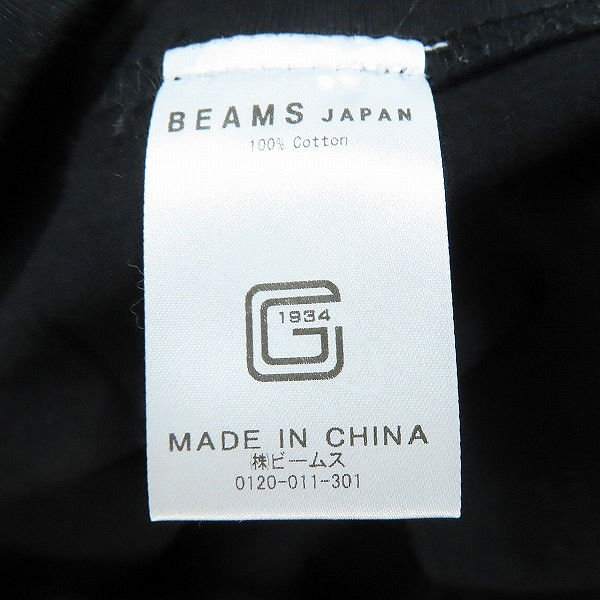 BEAMS JAPAN
100% Cotton
G 1934
MADE IN CHINA
㈱ビームス
0120-011-301